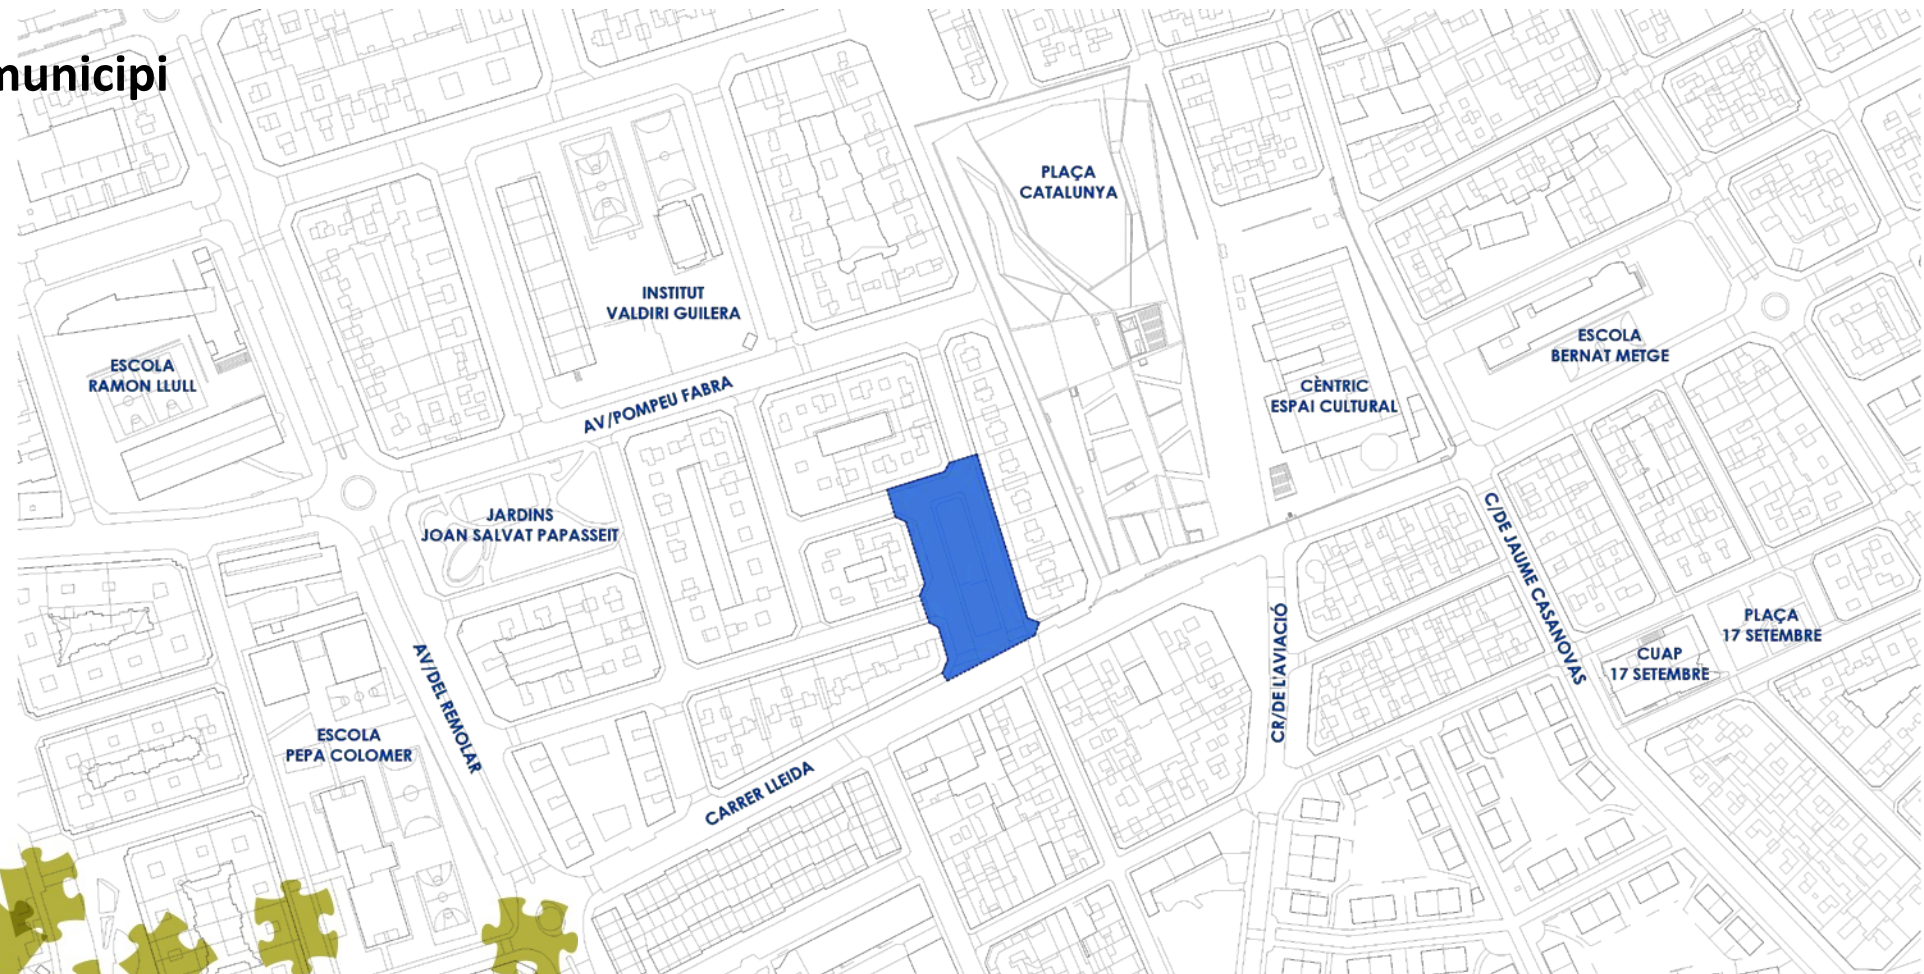 municipi
PLAÇA
CATALUNYA
INSTITUT
VALDIRI GUILERA
ESCOLA
BERNAT METGE
ESCOLA
RAMON LLULL
CÈNTRIC
ESPAI CULTURAL
AV/POMPEU FABRA
JARDINS
JOAN SALVAT PAPASSEIT
C/DE JAUME CASANOVAS
PLAÇA
17 SETEMBRE
CUAP
17 SETEMBRE
CR/DE L'AVIACIÓ
AV/DEL REMOLAR
ESCOLA
PEPA COLOMER
CARRER LLEIDA